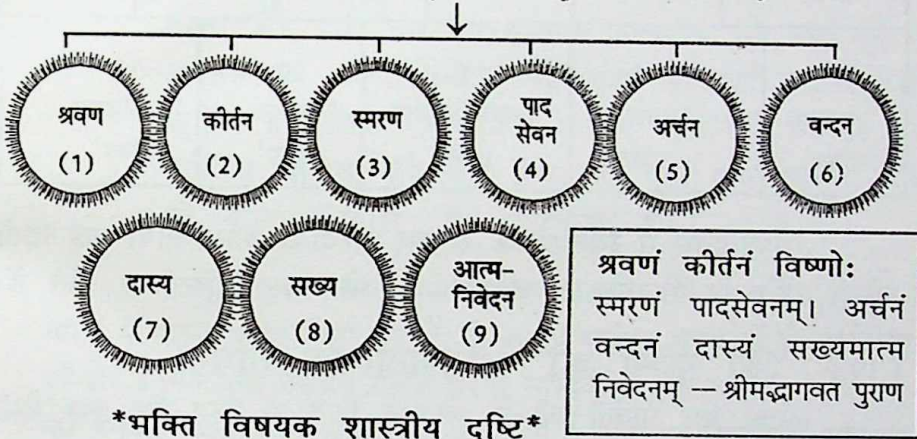 श्रवण
(1)
कीर्तन
(2)
स्मरण
(3)
पाद
सेवन
(4)
अर्चन
(5)
वन्दन
(6)
दास्य
(7)
सख्य
(8)
आत्म-
निवेदन
(9)
श्रवणं कीर्तनं विष्णो:
स्मरणं पादसेवनम्। अर्चनं
वन्दनं दास्यं सख्यमात्म
निवेदनम् --श्रीमद्भागवत पुराण
*भक्ति विषयक शास्त्रीय दृष्टि*